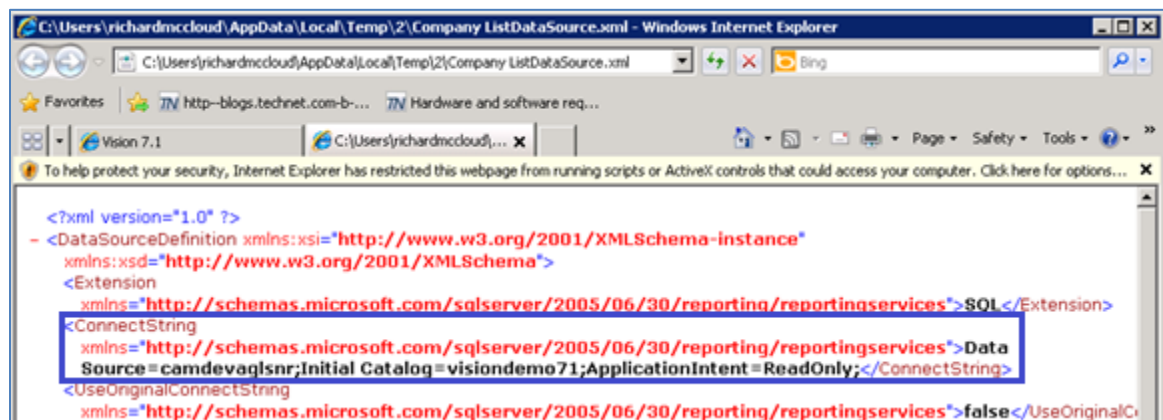 C:\Users\richardmccloud\AppData\Local\Temp\2\Company ListDataSource.xml - Windows Internet Explorer
C:\Users\richardmccloud\AppData\Local\Temp\2\Company ListDataSource.xml Bing
Favorites TN http--blogs.technet.com-b-... TN Hardware and software req...
Vision 7.1 C:\Users\richardmccloud\... X Page Safety Tools »
To help protect your security, Internet Explorer has restricted this webpage from running scripts or ActiveX controls that could access your computer. Click here for options...
<?xml version="1.0" ?>
- <DataSourceDefinition xmlns:xsi="http://www.w3.org/2001/XMLSchema-instance"
xmlns:xsd="http://www.w3.org/2001/XMLSchema">
<Extension
xmlns="http://schemas.microsoft.com/sqlserver/2005/06/30/reporting/reportingservices">SQL</Extension>
<ConnectString
xmlns="http://schemas.microsoft.com/sqlserver/2005/06/30/reporting/reportingservices">Data
Source=camdevaglsnr;Initial Catalog=visiondemo71;ApplicationIntent=ReadOnly;</ConnectString>
<UseOriginalConnectString
xmlns="http://schemas.microsoft.com/sqlserver/2005/06/30/reporting/reportingservices">false</UseOriginalC